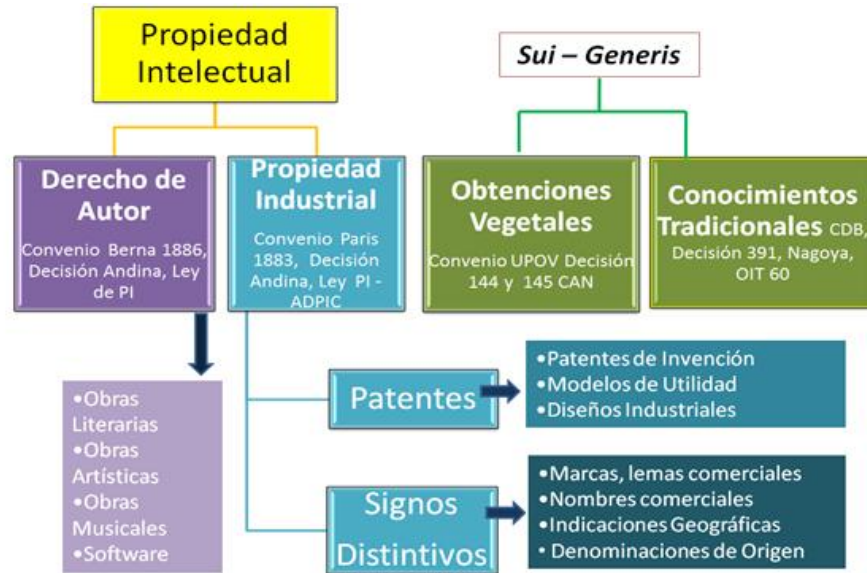 Propiedad
Intelectual
Sui – Generis
Derecho de
Autor
Convenio Berna 1886,
Decisión Andina, Ley
de PI
Propiedad
Industrial
Convenio Paris
1883, Decisión
Andina, Ley PI -
ADPIC
Obtenciones
Vegetales
Convenio UPOV Decisión
144 y 145 CAN
Conocimientos
Tradicionales CDB,
Decisión 391, Nagoya,
OIT 60
•Obras
Literarias
•Obras
Artísticas
•Obras
Musicales
•Software
Patentes
•Patentes de Invención
•Modelos de Utilidad
•Diseños Industriales
Signos
Distintivos
•Marcas, lemas comerciales
•Nombres comerciales
•Indicaciones Geográficas
• Denominaciones de Origen